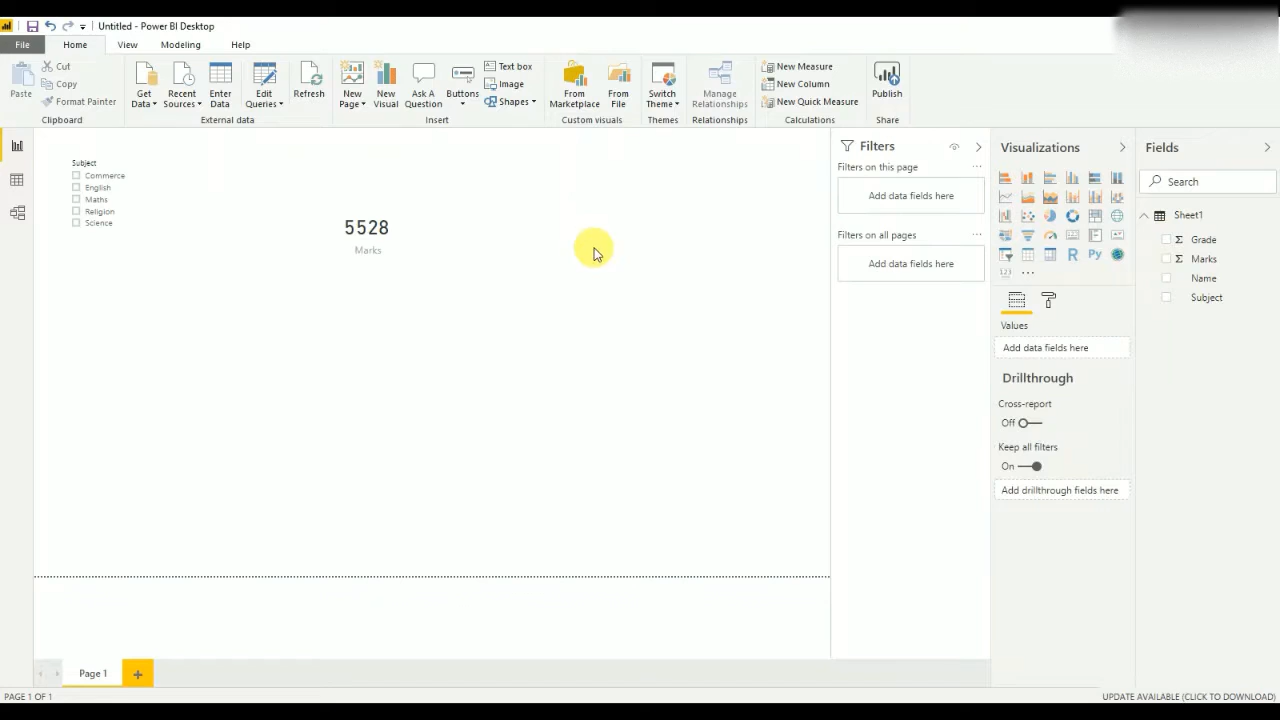 Untitled - Power BI Desktop
File Home View Modeling Help
Paste
Cut
Copy
Format Painter
Clipboard
Get Data
Recent Sources
Enter Data
Edit Queries
Refresh
External data
New Page
New Visual
Ask A Question
Buttons
Text box
Image
Shapes
Insert
From Marketplace
From File
Custom visuals
Switch Theme
Themes
Manage Relationships
Relationships
New Measure
New Column
New Quick Measure
Calculations
Publish
Share
Subject
Commerce
English
Maths
Religion
Science
5528
Marks
Filters
Filters on this page ...
Add data fields here
Filters on all pages ...
Add data fields here
Visualizations
R Py
123 ...
Values
Add data fields here
Drillthrough
Cross-report
Off
Keep all filters
On
Add drillthrough fields here
Fields
Search
Sheet1
Σ Grade
Σ Marks
Name
Subject
Page 1 +
PAGE 1 OF 1
UPDATE AVAILABLE (CLICK TO DOWNLOAD)